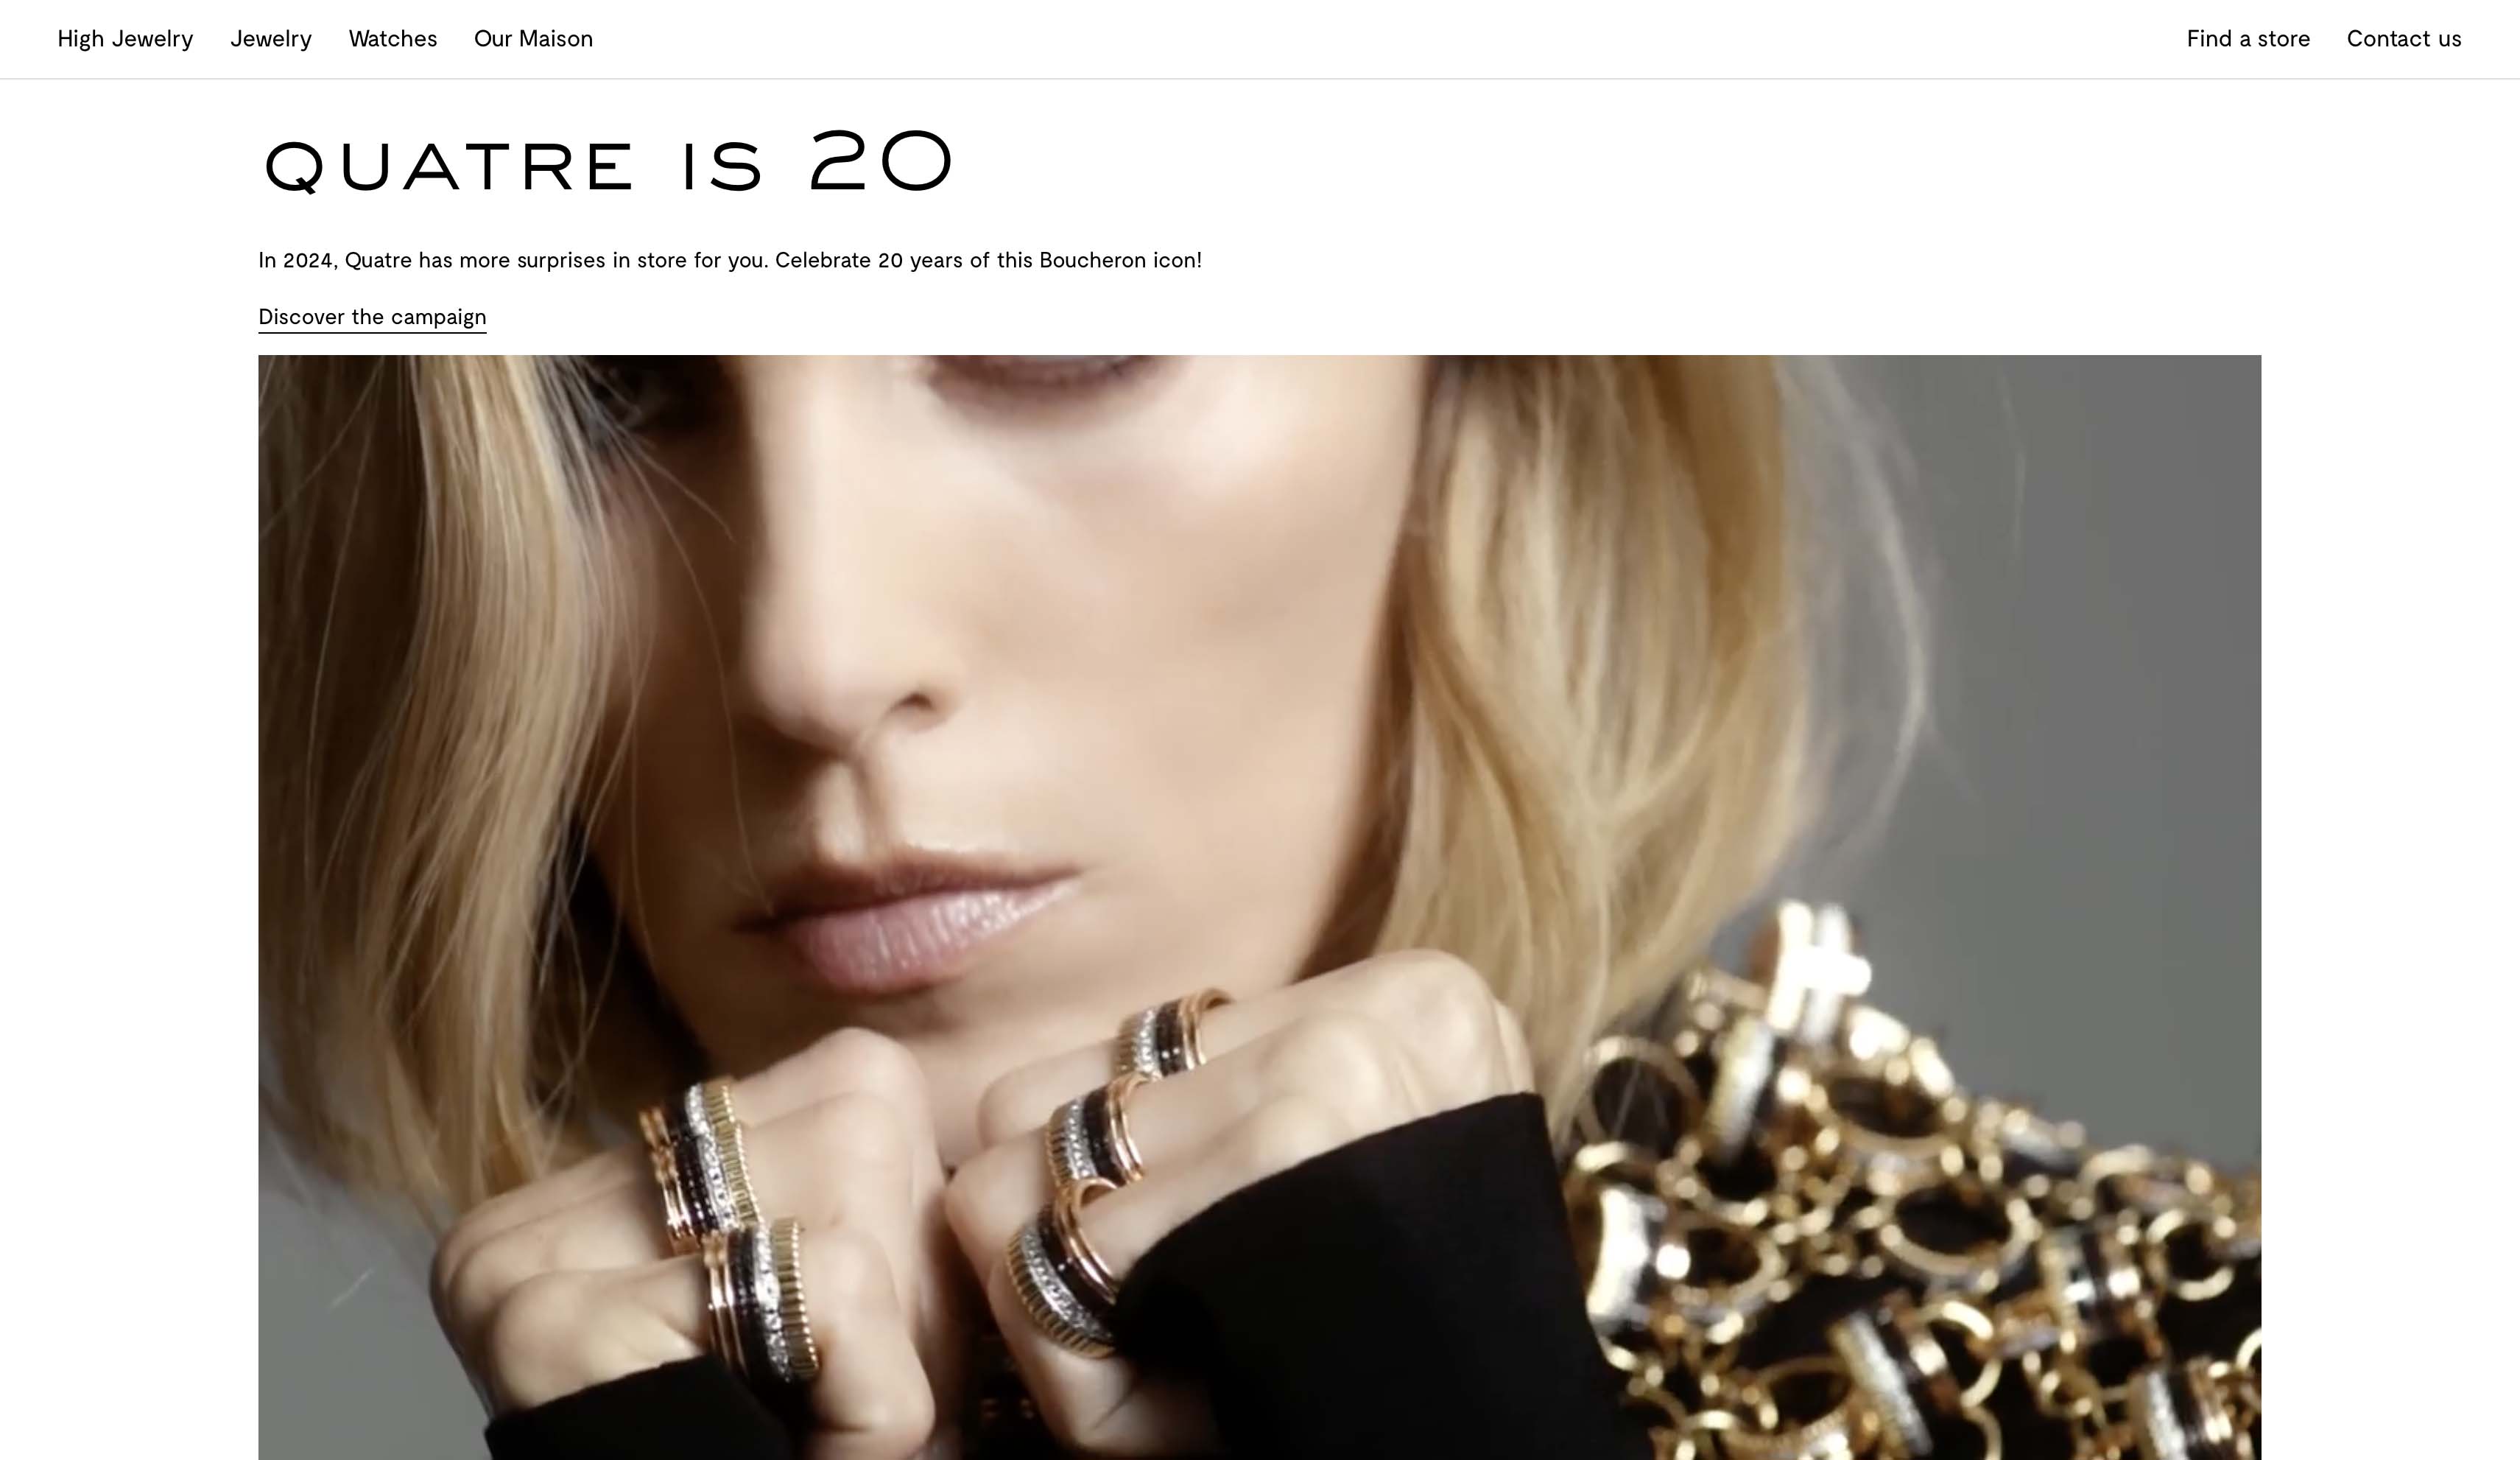 High Jewelry
Jewelry
Watches
Our Maison
Find a store
Contact us
QUATRE IS 20
In 2024, Quatre has more surprises in store for you. Celebrate 20 years of this Boucheron icon!
Discover the campaign